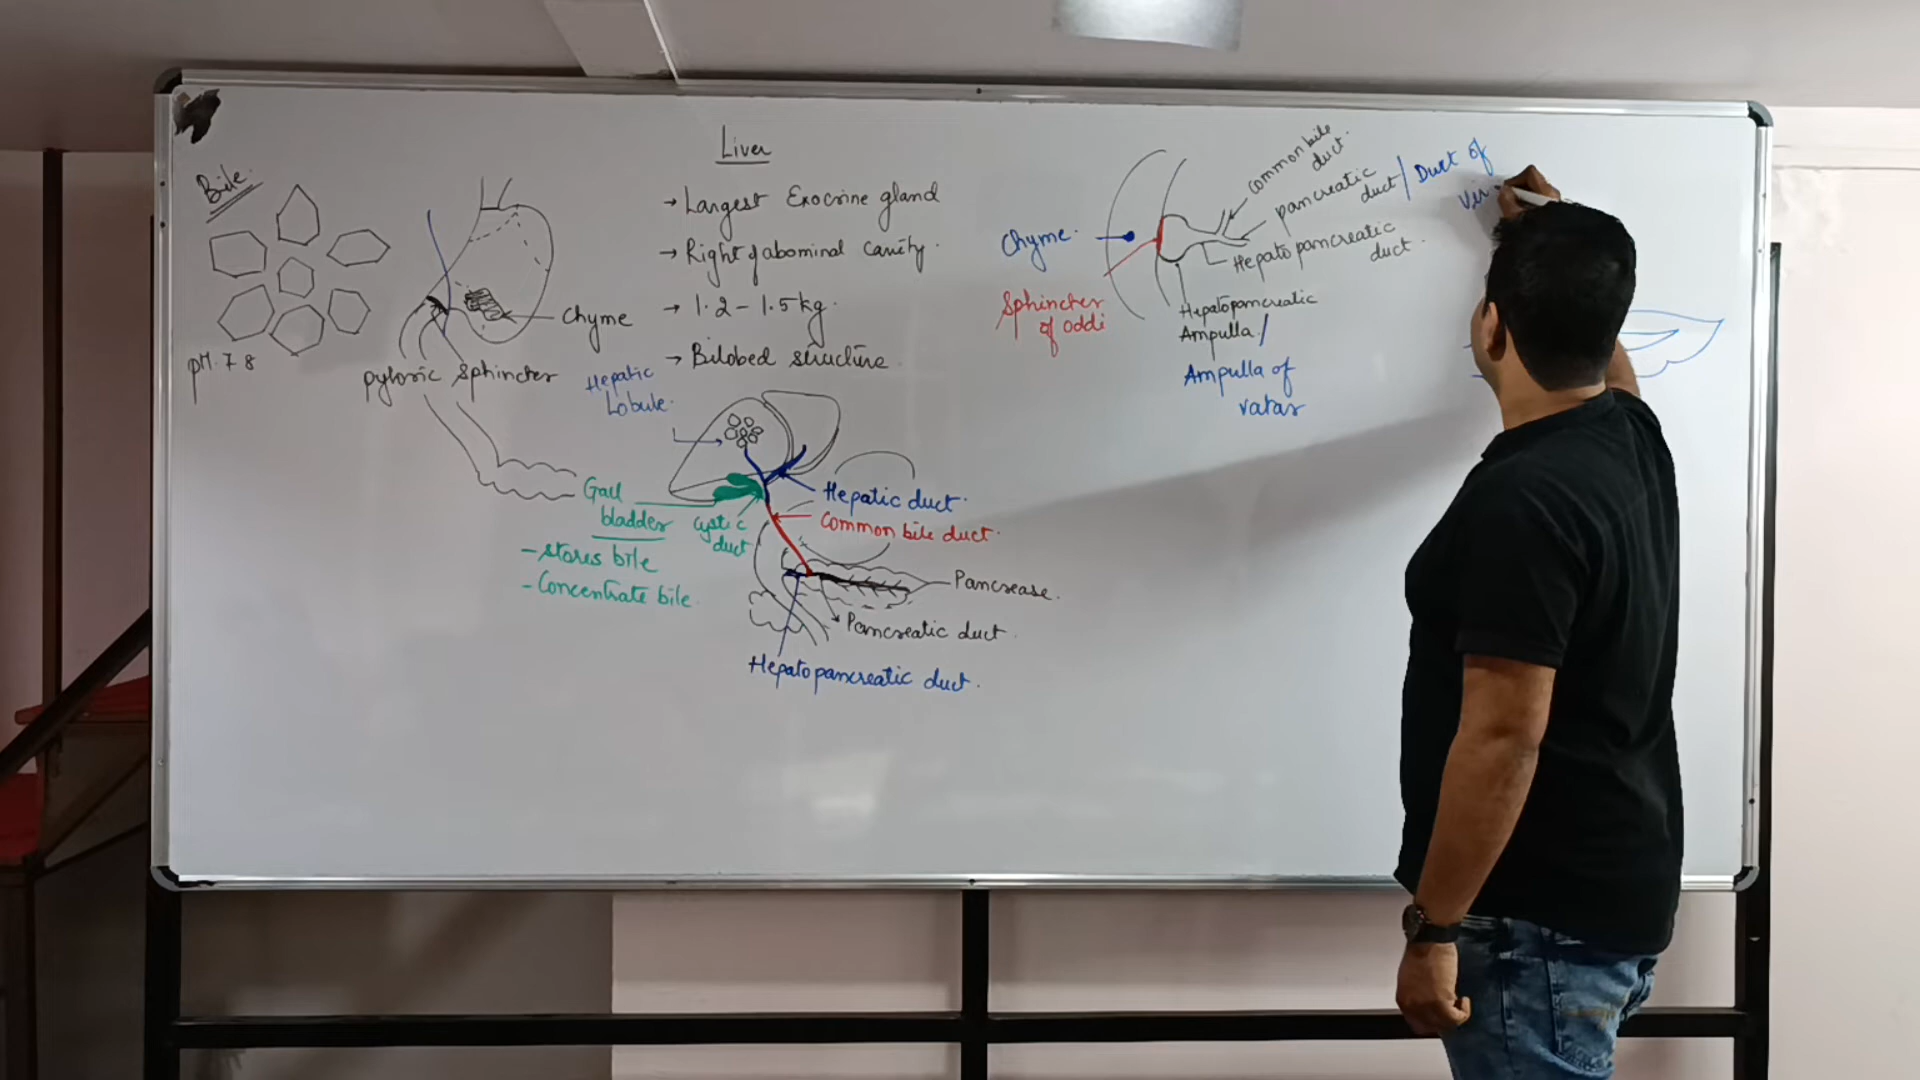 Liver
Bile.
pH. 7 8
Chyme
pyloric sphincter
→ Largest Exocrine gland
→ Right of abominal cavity.
→ 1.2 - 1.5 kg.
→ Bilobed structure.
Hepatic
Lobule.
Gall
bladder
- stores bile
- Concentrate bile.
cystic
duct
Hepatic duct.
Common bile duct.
Pancrease.
Pancreatic duct.
Hepatopancreatic duct.
Chyme.
Sphincter
of oddi
common bile
duct.
pancreatic
duct / Duct of
Hepato pancreatic
duct.
Hepatopancreatic
Ampulla /
Ampulla of
vatar